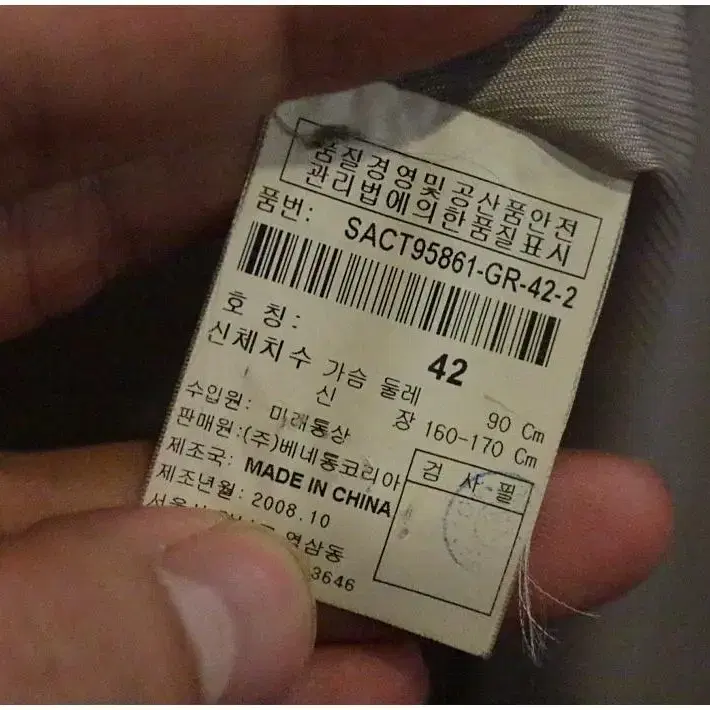 품질경영및공산품안전
관리법에의한품질표시
품번: SACT95861-GR-42-2
호 칭: 42
신체치수 가슴 둘레 90 Cm
신 장 160-170 Cm
수입원: 미래통상
판매원:(주)베네통코리아
제조국: MADE IN CHINA
제조년월: 2008.10
검 사 필
역삼동
3646